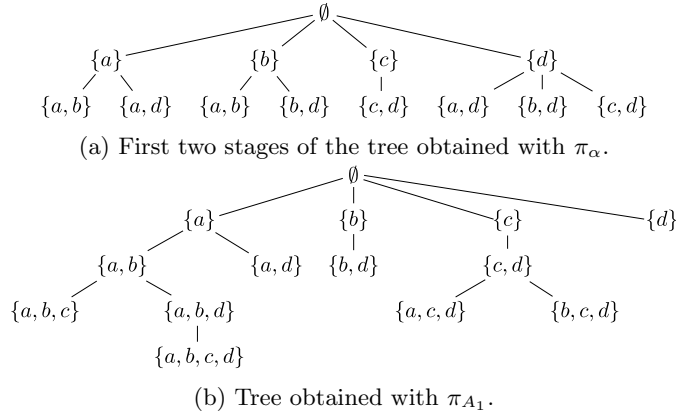 ∅
{a} {b} {c} {d}
{a, b} {a, d} {a, b} {b, d} {c, d} {a, d} {b, d} {c, d}
(a) First two stages of the tree obtained with π_α.
∅
{a} {b} {c} {d}
{a, b} {a, d} {b, d} {c, d}
{a, b, c} {a, b, d} {a, c, d} {b, c, d}
{a, b, c, d}
(b) Tree obtained with π_{A_1}.